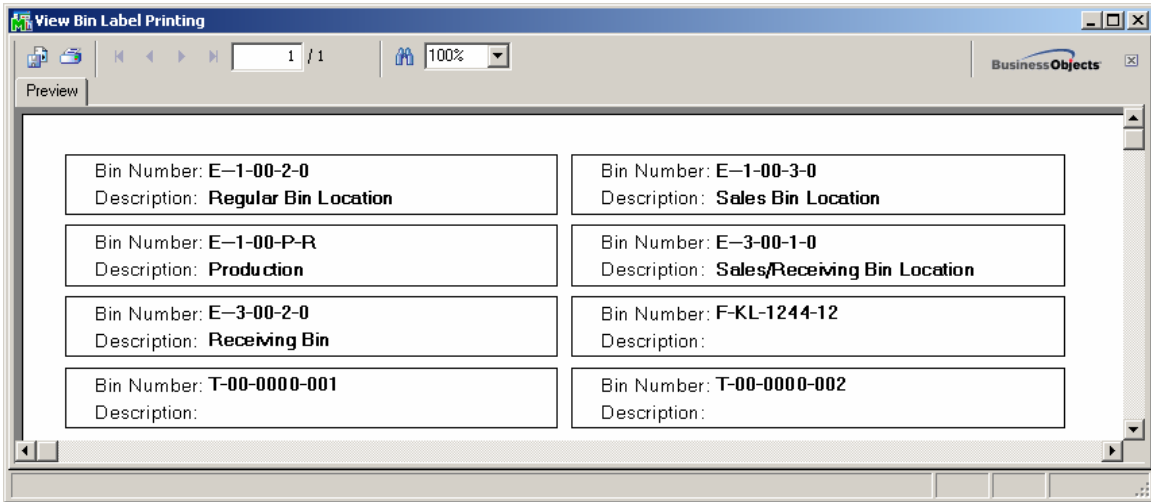 View Bin Label Printing
1 / 1 100% BusinessObjects
Preview
Bin Number: E—1-00-2-0
Description: Regular Bin Location
Bin Number: E—1-00-3-0
Description: Sales Bin Location
Bin Number: E—1-00-P-R
Description: Production
Bin Number: E—3-00-1-0
Description: Sales/Receiving Bin Location
Bin Number: E—3-00-2-0
Description: Receiving Bin
Bin Number: F-KL-1244-12
Description:
Bin Number: T-00-0000-001
Description:
Bin Number: T-00-0000-002
Description: